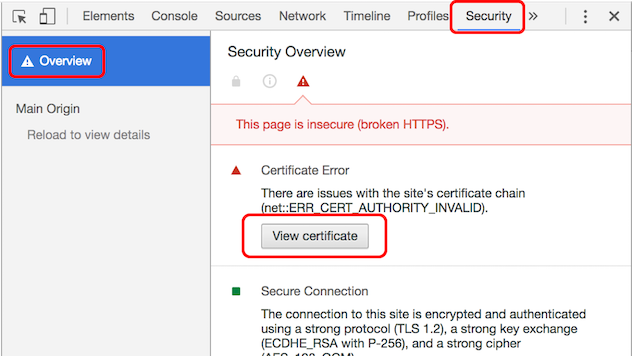 Elements Console Sources Network Timeline Profiles Security »
Overview
Main Origin
Reload to view details
Security Overview
This page is insecure (broken HTTPS).
Certificate Error
There are issues with the site's certificate chain
(net::ERR_CERT_AUTHORITY_INVALID).
View certificate
Secure Connection
The connection to this site is encrypted and authenticated
using a strong protocol (TLS 1.2), a strong key exchange
(ECDHE_RSA with P-256), and a strong cipher